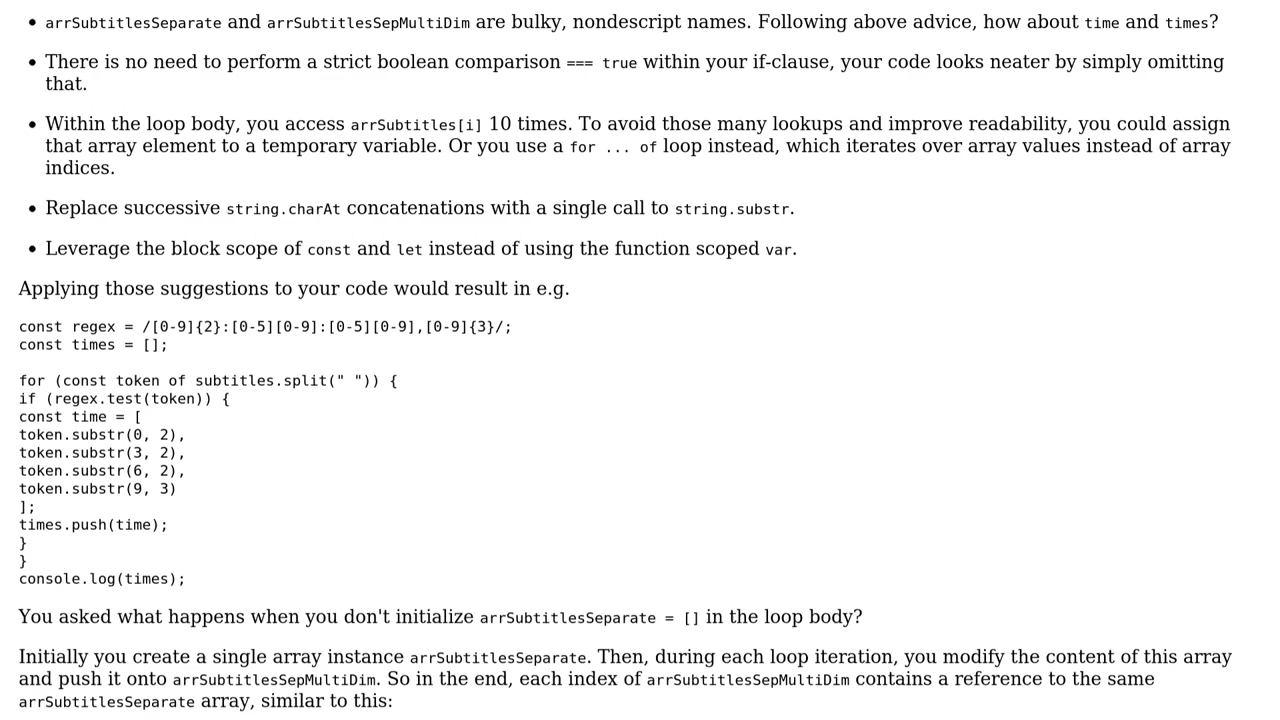 • arrSubtitlesSeparate and arrSubtitlesSepMultiDim are bulky, nondescript names. Following above advice, how about time and times?
• There is no need to perform a strict boolean comparison === true within your if-clause, your code looks neater by simply omitting
that.
• Within the loop body, you access arrSubtitles[i] 10 times. To avoid those many lookups and improve readability, you could assign
that array element to a temporary variable. Or you use a for ... of loop instead, which iterates over array values instead of array
indices.
• Replace successive string.charAt concatenations with a single call to string.substr.
• Leverage the block scope of const and let instead of using the function scoped var.
Applying those suggestions to your code would result in e.g.
const regex = /[0-9]{2}:[0-5][0-9]:[0-5][0-9],[0-9]{3}/;
const times = [];
for (const token of subtitles.split(" ")) {
if (regex.test(token)) {
const time = [
token.substr(0, 2),
token.substr(3, 2),
token.substr(6, 2),
token.substr(9, 3)
];
times.push(time);
}
}
console.log(times);
You asked what happens when you don't initialize arrSubtitlesSeparate = [] in the loop body?
Initially you create a single array instance arrSubtitlesSeparate. Then, during each loop iteration, you modify the content of this array
and push it onto arrSubtitlesSepMultiDim. So in the end, each index of arrSubtitlesSepMultiDim contains a reference to the same
arrSubtitlesSeparate array, similar to this: